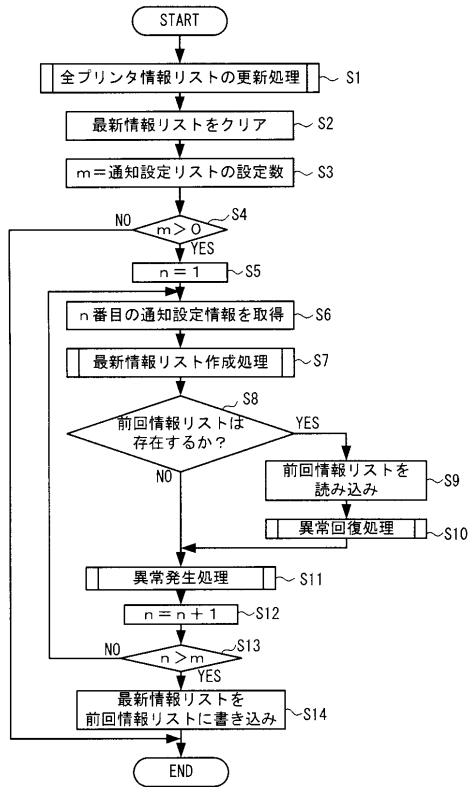 START
全プリンタ情報リストの更新処理 S1
最新情報リストをクリア S2
m=通知設定リストの設定数 S3
S4
NO
m>0
YES
n=1 S5
n番目の通知設定情報を取得 S6
最新情報リスト作成処理 S7
S8
前回情報リストは
存在するか?
YES
NO
前回情報リストを
読み込み
S9
異常回復処理 S10
異常発生処理 S11
n=n+1 S12
S13
NO
n>m
YES
最新情報リストを
前回情報リストに書き込み
S14
END